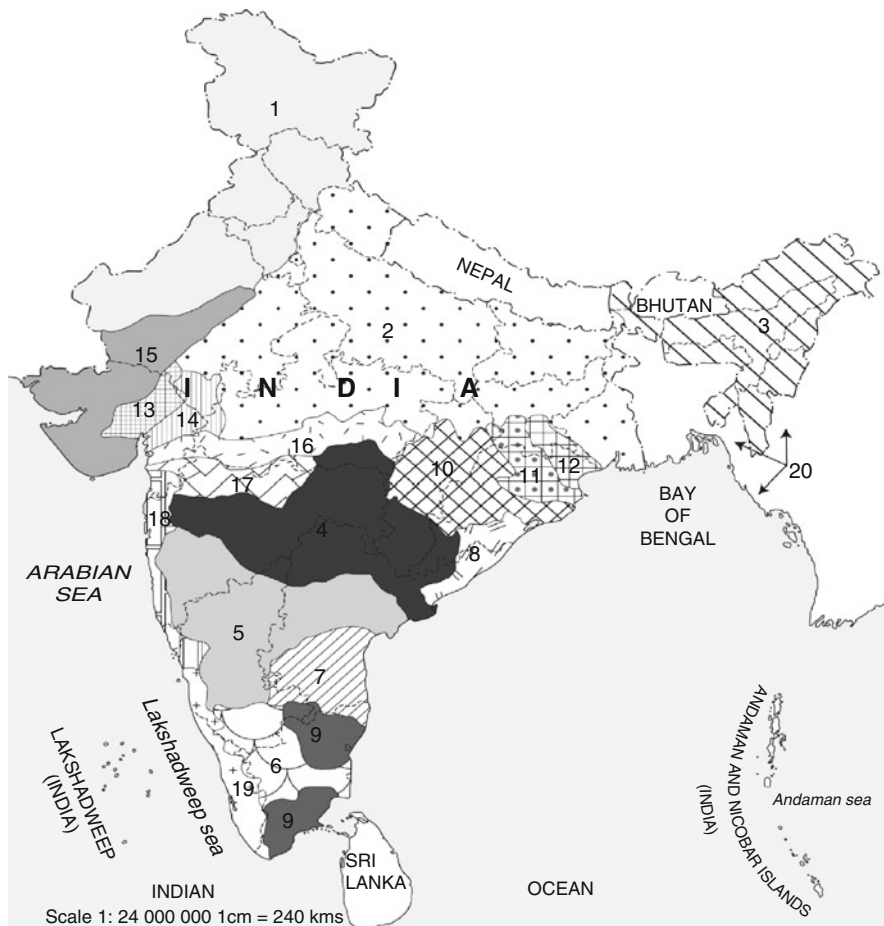 1
NEPAL
BHUTAN
3
2
15
I N D I A
13
14
16
12
20
10
11
17
BAY
OF
BENGAL
18
4
8
ARABIAN
SEA
5
7
Lakshadweep sea
LAKSHADWEEP
(INDIA)
9
6
19
9
ANDAMAN AND NICOBAR ISLANDS
(INDIA)
Andaman sea
SRI
LANKA
INDIAN
OCEAN
Scale 1: 24 000 000 1cm = 240 kms